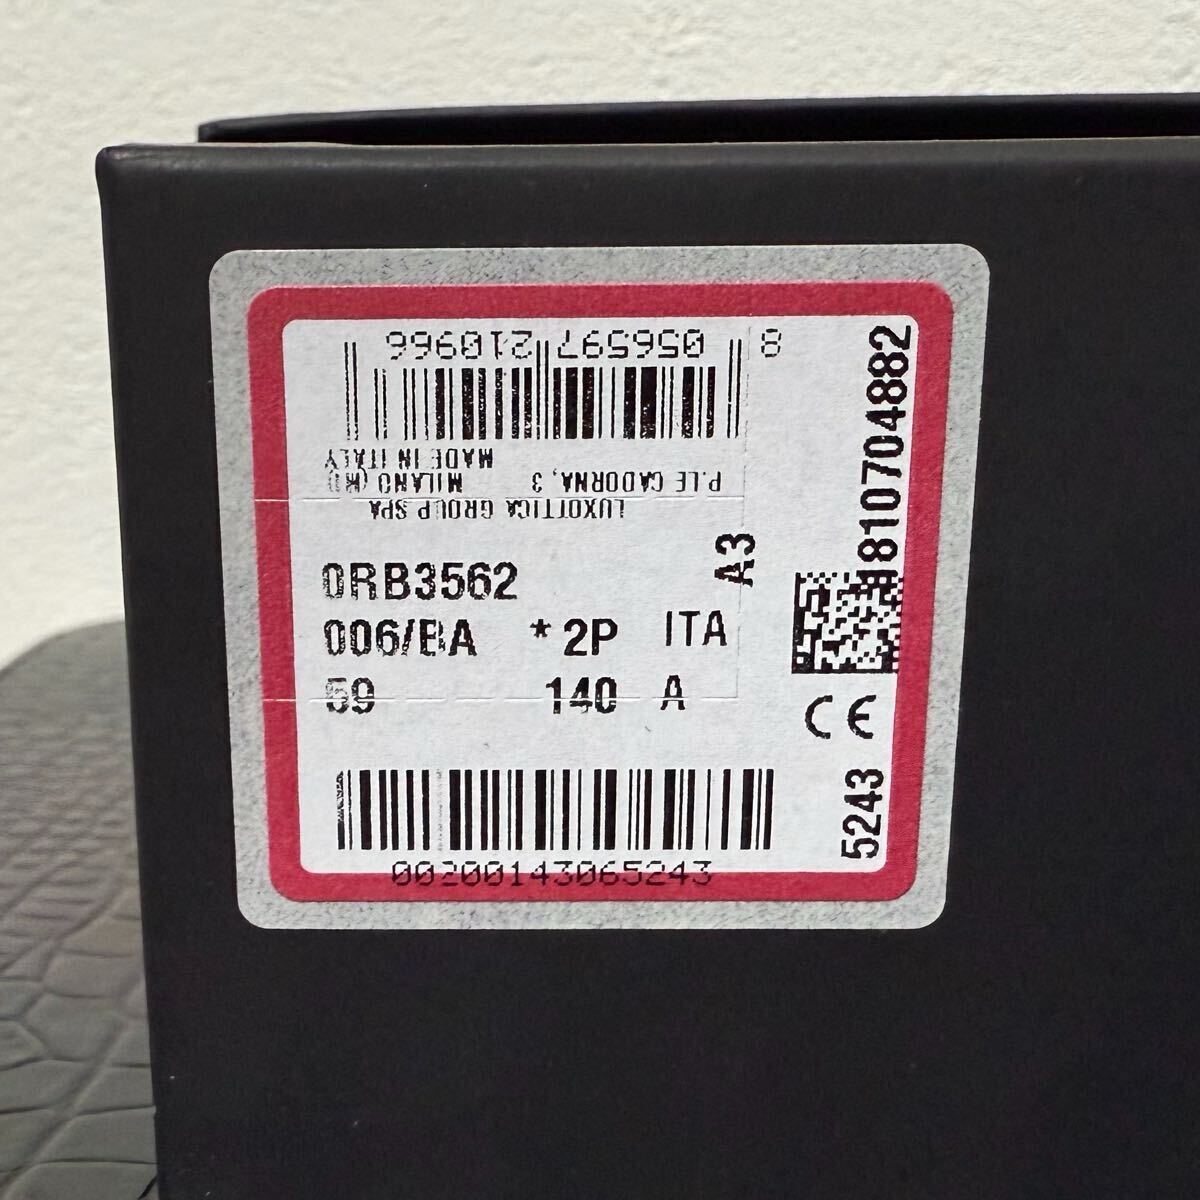 8 056597 210966
MADE IN ITALY
P.LE CADORNA, 3 MILANO (MI)
LUXOTTICA GROUP SPA
0RB3562
A3
006/BA * 2P ITA
59 140 A
00200143065243
1810704882
CE
5243